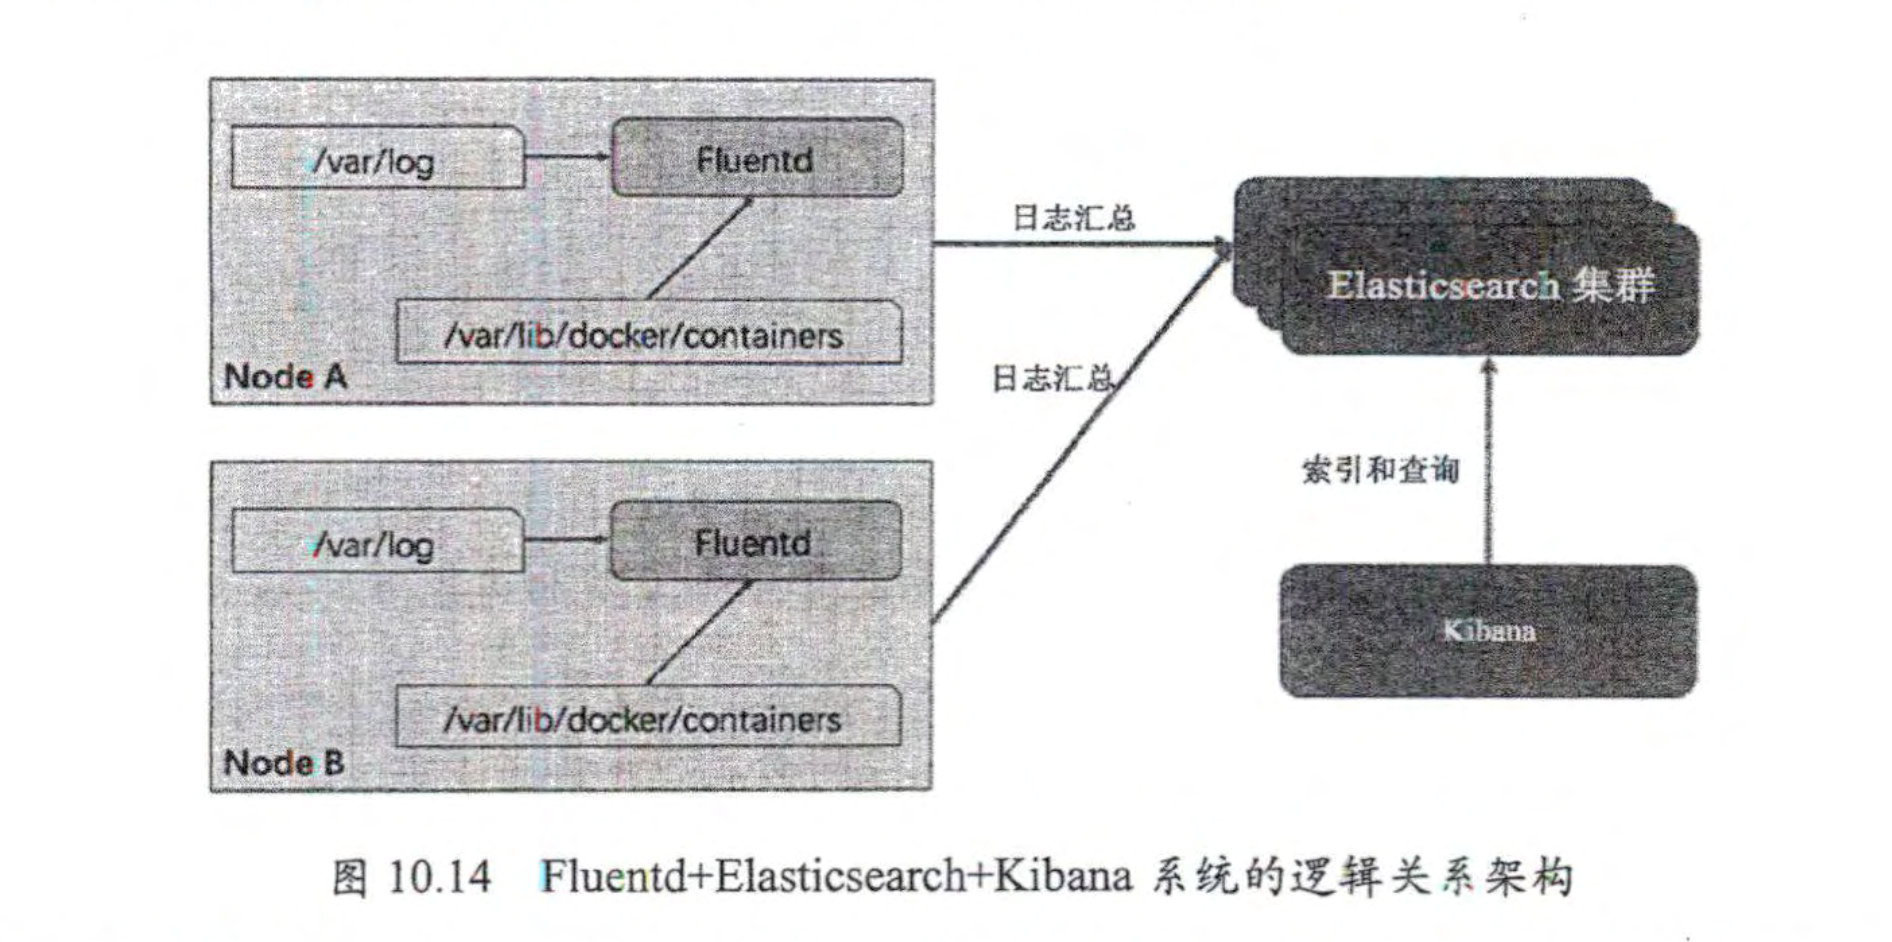 /var/log
Fluentd
/var/lib/docker/containers
Node A
日志汇总
Elasticsearch 集群
日志汇总
索引和查询
/var/log
Fluentd
/var/lib/docker/containers
Node B
Kibana
图 10.14 Fluentd+Elasticsearch+Kibana 系统的逻辑关系架构